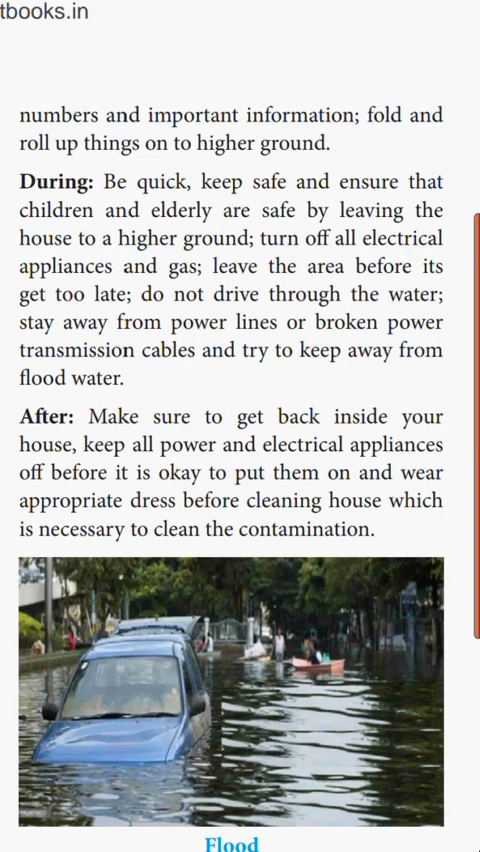 tbooks.in
numbers and important information; fold and
roll up things on to higher ground.
During: Be quick, keep safe and ensure that
children and elderly are safe by leaving the
house to a higher ground; turn off all electrical
appliances and gas; leave the area before its
get too late; do not drive through the water;
stay away from power lines or broken power
transmission cables and try to keep away from
flood water.
After: Make sure to get back inside your
house, keep all power and electrical appliances
off before it is okay to put them on and wear
appropriate dress before cleaning house which
is necessary to clean the contamination.
Flood